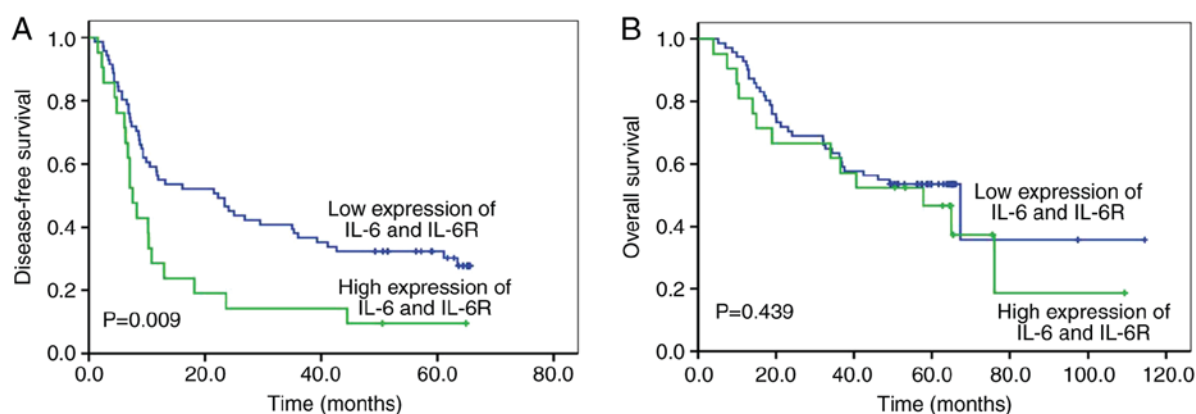 A
Disease-free survival
1.0
0.8
0.6
0.4
0.2
0.0
Low expression of
IL-6 and IL-6R
High expression of
IL-6 and IL-6R
P=0.009
0.0 20.0 40.0 60.0 80.0
Time (months)
B
Overall survival
1.0
0.8
0.6
0.4
0.2
0.0
Low expression of
IL-6 and IL-6R
P=0.439
High expression of
IL-6 and IL-6R
0.0 20.0 40.0 60.0 80.0 100.0 120.0
Time (months)